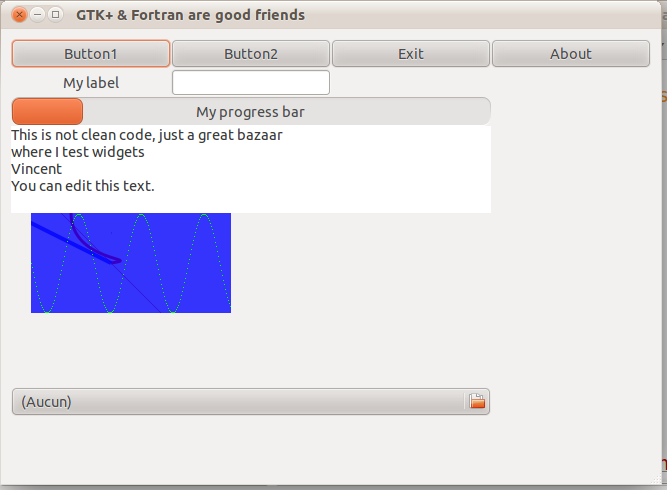 GTK+ & Fortran are good friends
Button1 Button2 Exit About
My label
My progress bar
This is not clean code, just a great bazaar
where I test widgets
Vincent
You can edit this text.
(Aucun)